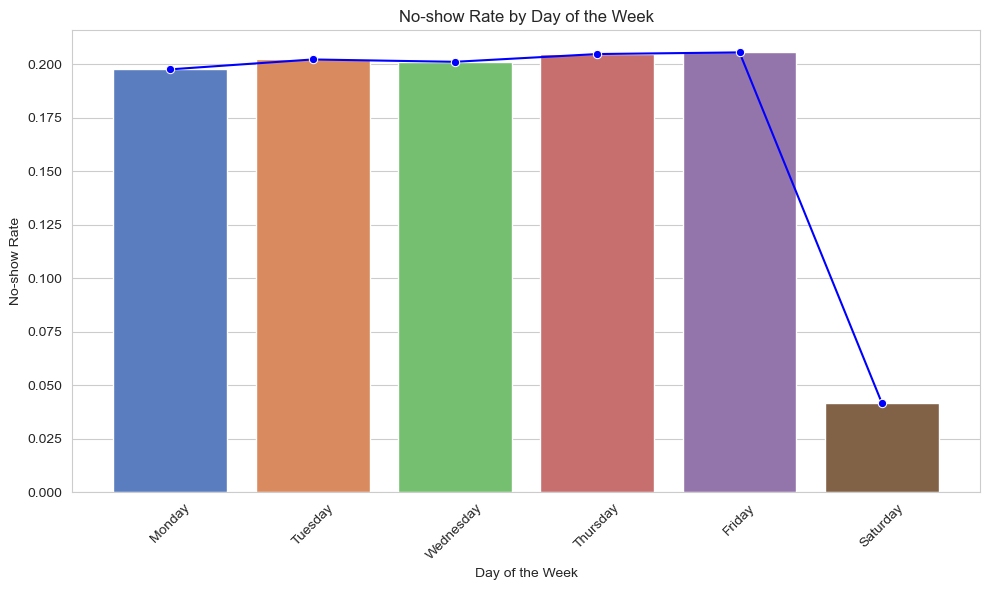 No-show Rate by Day of the Week
No-show Rate
0.200
0.175
0.150
0.125
0.100
0.075
0.050
0.025
0.000
Monday
Tuesday
Wednesday
Thursday
Friday
Saturday
Day of the Week